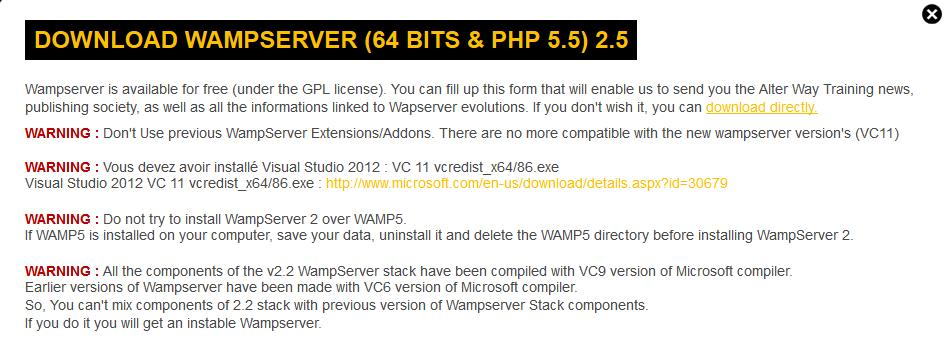 DOWNLOAD WAMPSERVER (64 BITS & PHP 5.5) 2.5
Wampserver is available for free (under the GPL license). You can fill up this form that will enable us to send you the Alter Way Training news,
publishing society, as well as all the informations linked to Wapserver evolutions. If you don't wish it, you can download directly.
WARNING : Don't Use previous WampServer Extensions/Addons. There are no more compatible with the new wampserver version's (VC11)
WARNING : Vous devez avoir installé Visual Studio 2012 : VC 11 vcredist_x64/86.exe
Visual Studio 2012 VC 11 vcredist_x64/86.exe : http://www.microsoft.com/en-us/download/details.aspx?id=30679
WARNING : Do not try to install WampServer 2 over WAMP5.
If WAMP5 is installed on your computer, save your data, uninstall it and delete the WAMP5 directory before installing WampServer 2.
WARNING : All the components of the v2.2 WampServer stack have been compiled with VC9 version of Microsoft compiler.
Earlier versions of Wampserver have been made with VC6 version of Microsoft compiler.
So, You can't mix components of 2.2 stack with previous version of Wampserver Stack components.
If you do it you will get an instable Wampserver.